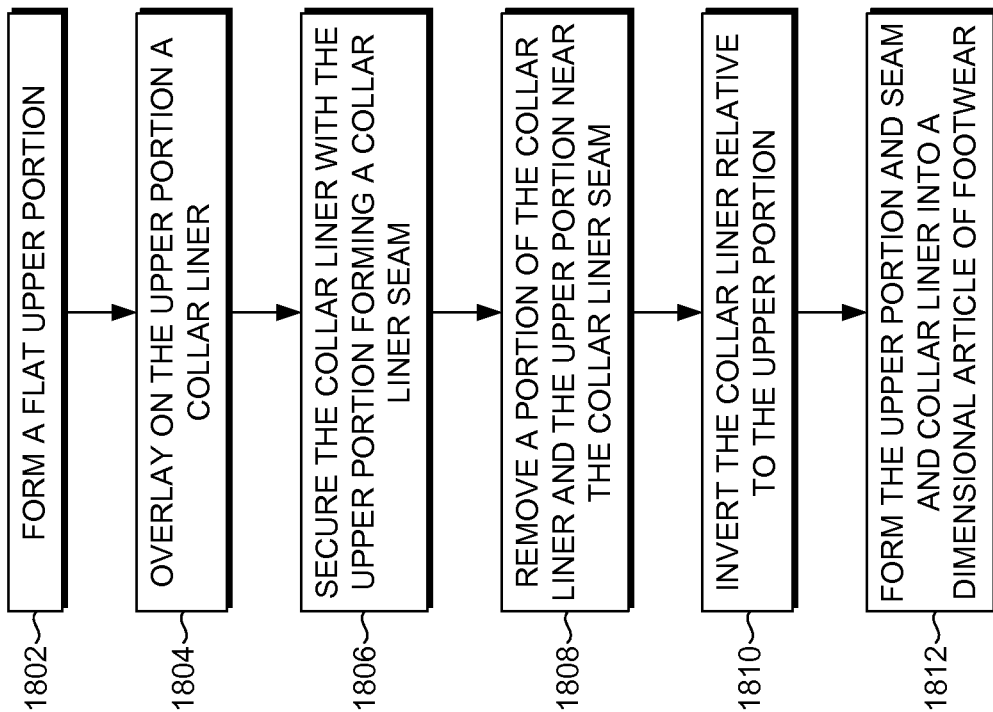 1802
FORM A FLAT UPPER PORTION
1804
OVERLAY ON THE UPPER PORTION A
COLLAR LINER
1806
SECURE THE COLLAR LINER WITH THE
UPPER PORTION FORMING A COLLAR
LINER SEAM
1808
REMOVE A PORTION OF THE COLLAR
LINER AND THE UPPER PORTION NEAR
THE COLLAR LINER SEAM
1810
INVERT THE COLLAR LINER RELATIVE
TO THE UPPER PORTION
1812
FORM THE UPPER PORTION AND SEAM
AND COLLAR LINER INTO A
DIMENSIONAL ARTICLE OF FOOTWEAR